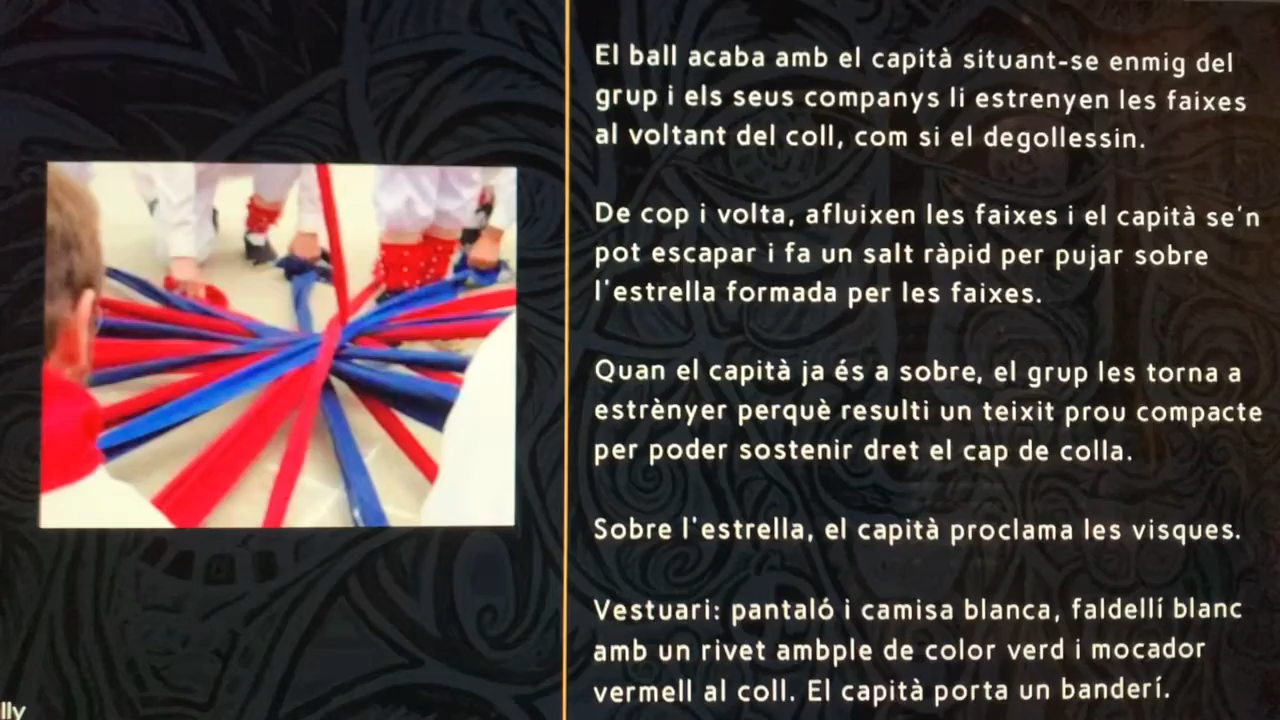 El ball acaba amb el capità situant-se enmig del
grup i els seus companys li estrenyen les faixes
al voltant del coll, com si el degollessin.
De cop i volta, afluixen les faixes i el capità se'n
pot escapar i fa un salt ràpid per pujar sobre
l'estrella formada per les faixes.
Quan el capità ja és a sobre, el grup les torna a
estrènyer perquè resulti un teixit prou compacte
per poder sostenir dret el cap de colla.
Sobre l'estrella, el capità proclama les visques.
Vestuari: pantaló i camisa blanca, faldellí blanc
amb un rivet ambple de color verd i mocador
vermell al coll. El capità porta un banderí.